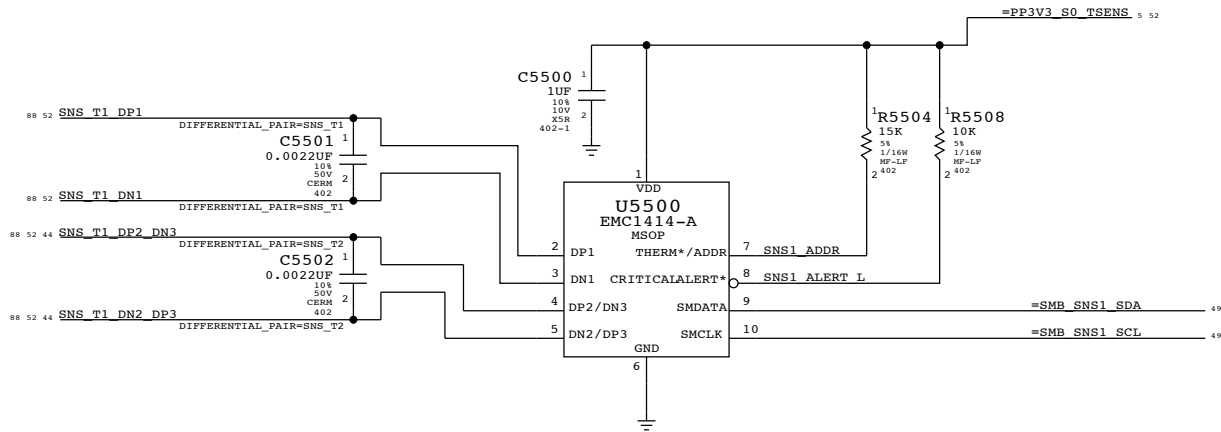 =PP3V3_S0_TSENS 5 52
C5500 1
1UF
10%
10V
X5R
402-1
2
1 R5504
15K
5%
1/16W
MF-LF
2 402
1 R5508
10K
5%
1/16W
MF-LF
2 402
88 52 SNS_T1_DP1
DIFFERENTIAL_PAIR=SNS_T1
C5501 1
0.0022UF
10%
50V
CERM
402
2
88 52 SNS_T1_DN1
DIFFERENTIAL_PAIR=SNS_T1
88 52 44 SNS_T1_DP2_DN3
DIFFERENTIAL_PAIR=SNS_T2
C5502 1
0.0022UF
10%
50V
CERM
402
2
88 52 44 SNS_T1_DN2_DP3
DIFFERENTIAL_PAIR=SNS_T2
1
VDD
U5500
EMC1414-A
MSOP
2 DP1
THERM*/ADDR 7 SNS1_ADDR
3 DN1
CRITICALALERT* 8 SNS1_ALERT_L
4 DP2/DN3
SMDATA 9 =SMB_SNS1_SDA 49
5 DN2/DP3
SMCLK 10 =SMB_SNS1_SCL 49
GND
6